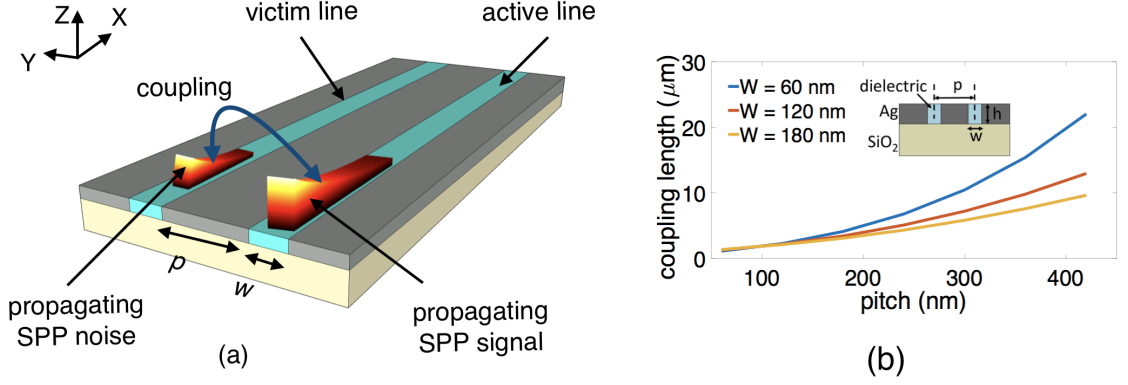 Z
X
Y
victim line
active line
coupling
p
w
propagating
SPP noise
propagating
SPP signal
(a)
30
20
10
0
coupling length (μm)
W = 60 nm
W = 120 nm
W = 180 nm
dielectric
p
Ag
h
SiO₂
w
100
200
300
400
pitch (nm)
(b)